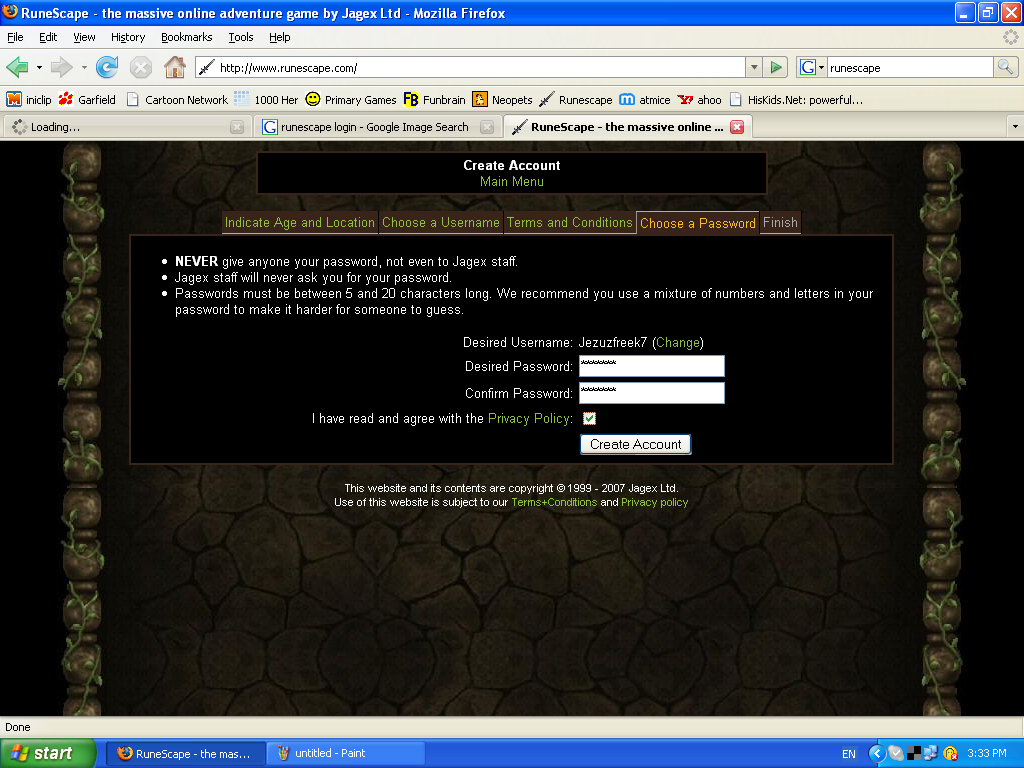 RuneScape - the massive online adventure game by Jagex Ltd - Mozilla Firefox
File Edit View History Bookmarks Tools Help
http://www.runescape.com/
G runescape
iniclip Garfield Cartoon Network 1000 Her Primary Games FB Funbrain Neopets Runescape m atmice ahoo HisKids.Net: powerful...
Loading... G runescape login - Google Image Search RuneScape - the massive online ...
Create Account
Main Menu
Indicate Age and Location Choose a Username Terms and Conditions Choose a Password Finish
• NEVER give anyone your password, not even to Jagex staff.
• Jagex staff will never ask you for your password.
• Passwords must be between 5 and 20 characters long. We recommend you use a mixture of numbers and letters in your
password to make it harder for someone to guess.
Desired Username: Jezuzfreek7 (Change)
Desired Password: ********
Confirm Password: ********
I have read and agree with the Privacy Policy:
Create Account
This website and its contents are copyright © 1999 - 2007 Jagex Ltd.
Use of this website is subject to our Terms+Conditions and Privacy policy
Done
start RuneScape - the mas... untitled - Paint EN 3:33 PM